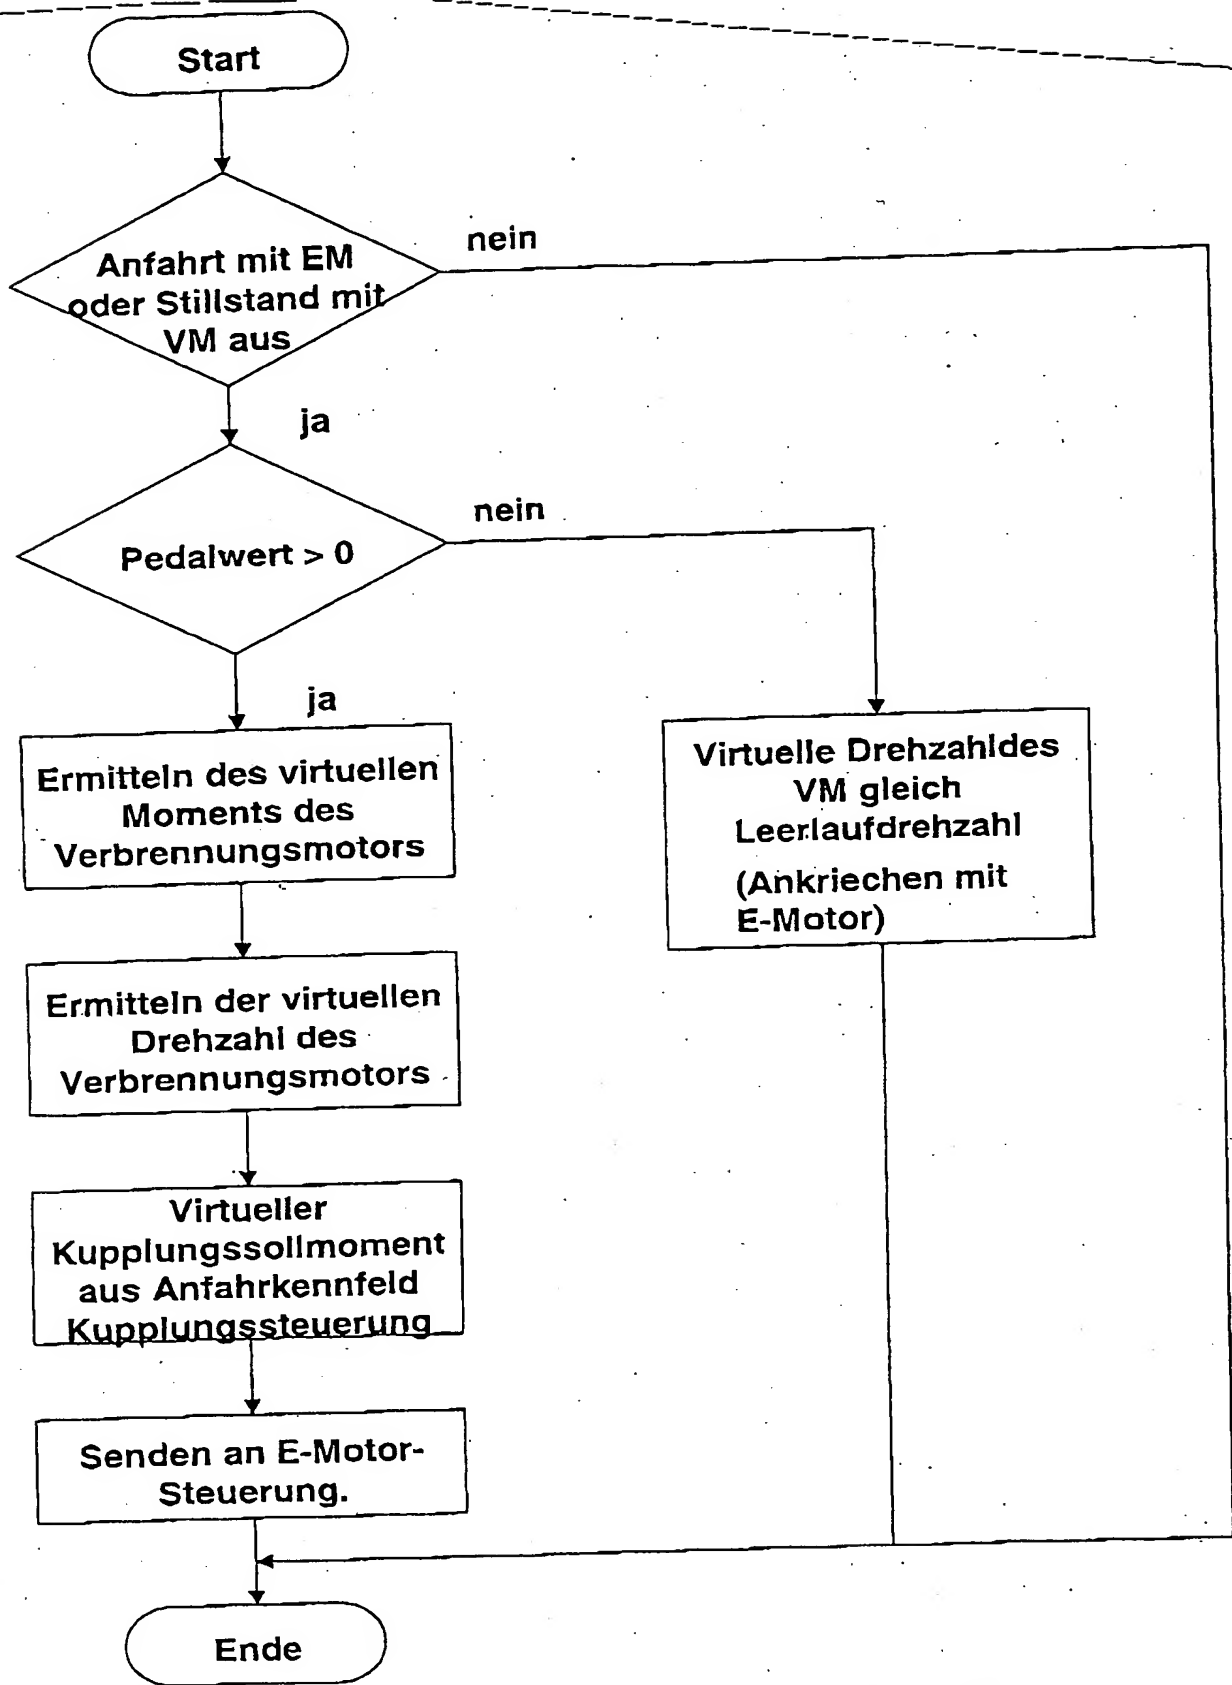 Start
Anfahrt mit EM
oder Stillstand mit
VM aus
nein
ja
Pedalwert > 0
nein
ja
Ermitteln des virtuellen
Moments des
Verbrennungsmotors
Virtuelle Drehzahldes
VM gleich
Leerlaufdrehzahl
(Ankriechen mit
E-Motor)
Ermitteln der virtuellen
Drehzahl des
Verbrennungsmotors
Virtueller
Kupplungssollmoment
aus Anfahrkennfeld
Kupplungssteuerung
Senden an E-Motor-
Steuerung.
Ende